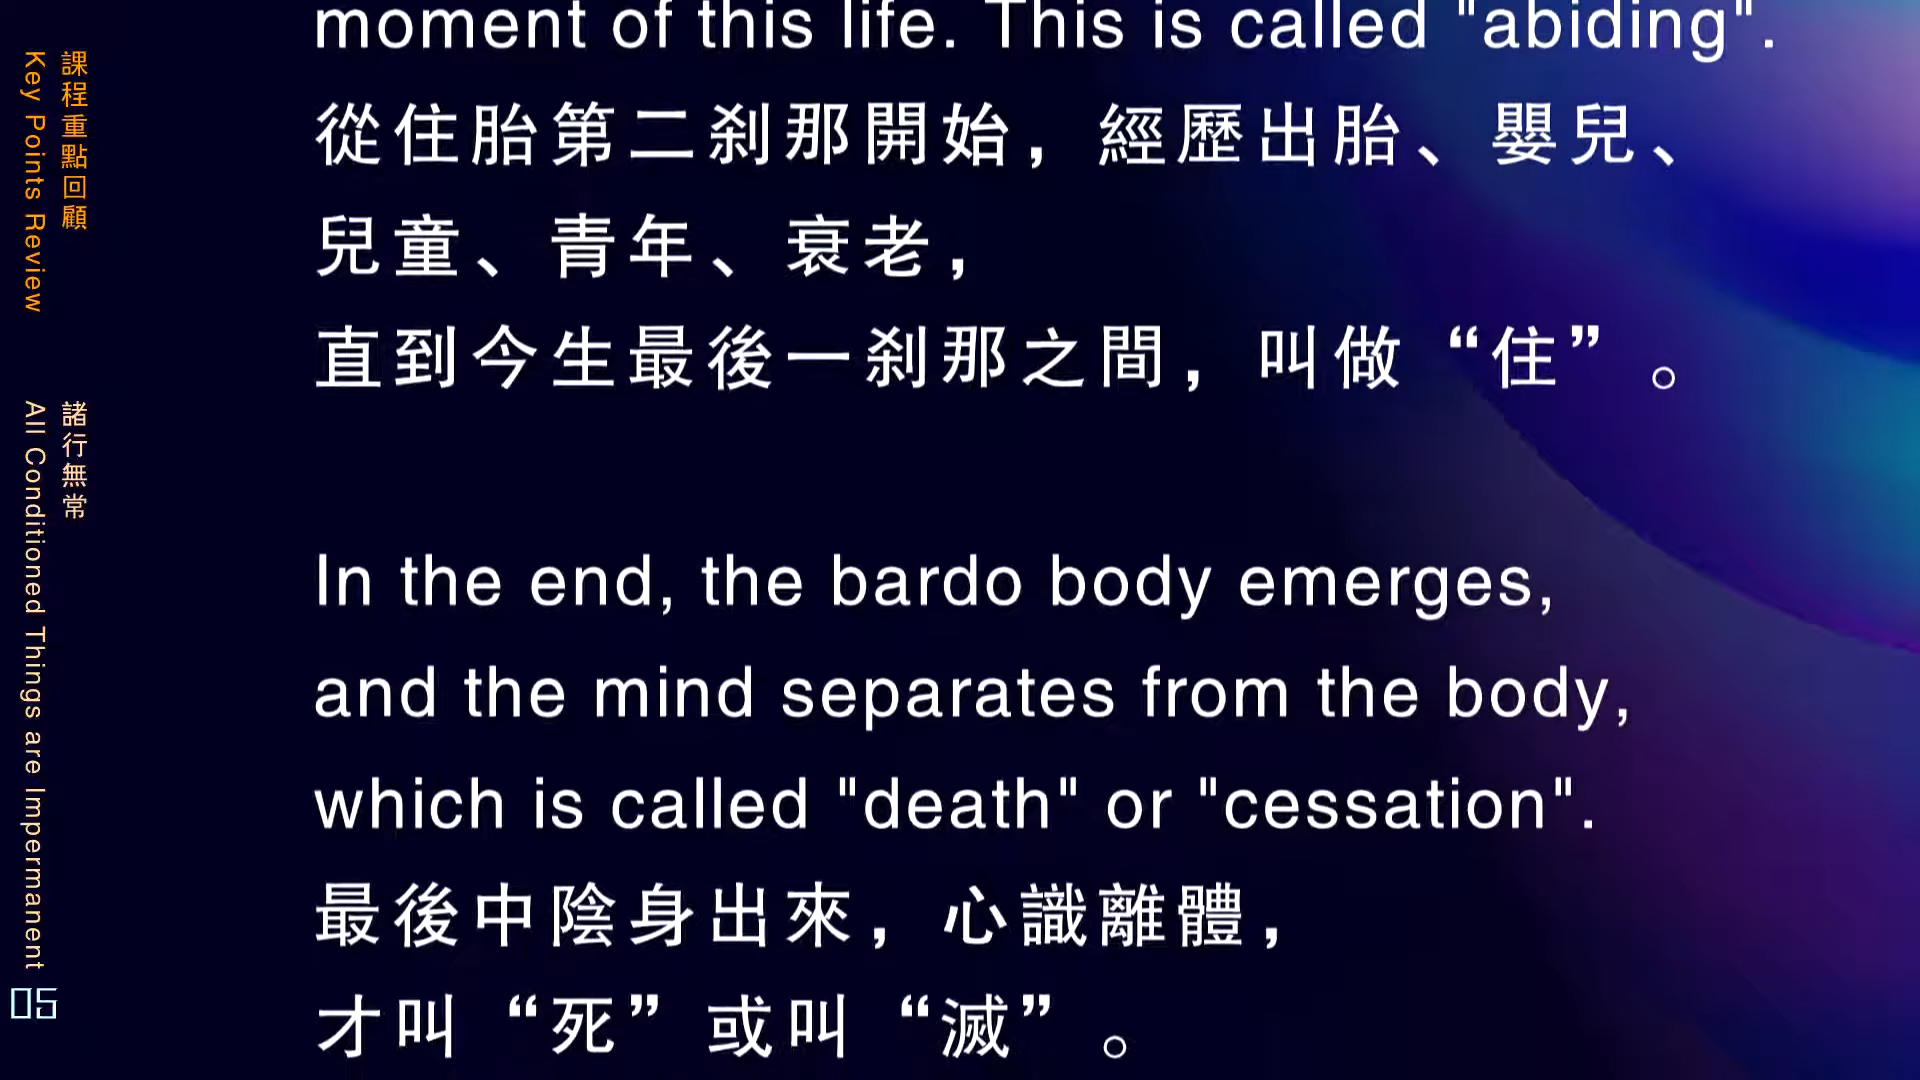 課程重點回顧
Key Points Review
諸行無常
All Conditioned Things are Impermanent
05
moment of this life. This is called "abiding".
從住胎第二剎那開始，經歷出胎、嬰兒、
兒童、青年、衰老，
直到今生最後一剎那之間，叫做“住”。
In the end, the bardo body emerges,
and the mind separates from the body,
which is called "death" or "cessation".
最後中陰身出來，心識離體，
才叫“死”或叫“滅”。